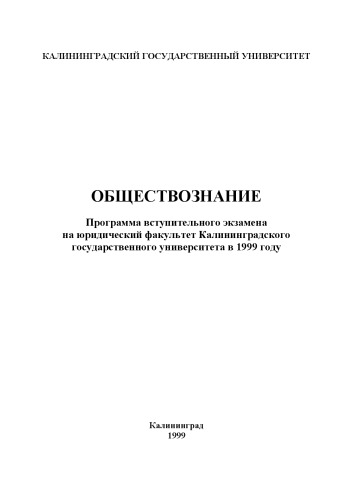 КАЛИНИНГРАДСКИЙ ГОСУДАРСТВЕННЫЙ УНИВЕРСИТЕТ
ОБЩЕСТВОЗНАНИЕ
Программа вступительного экзамена
на юридический факультет Калининградского
государственного университета в 1999 году
Калининград
1999